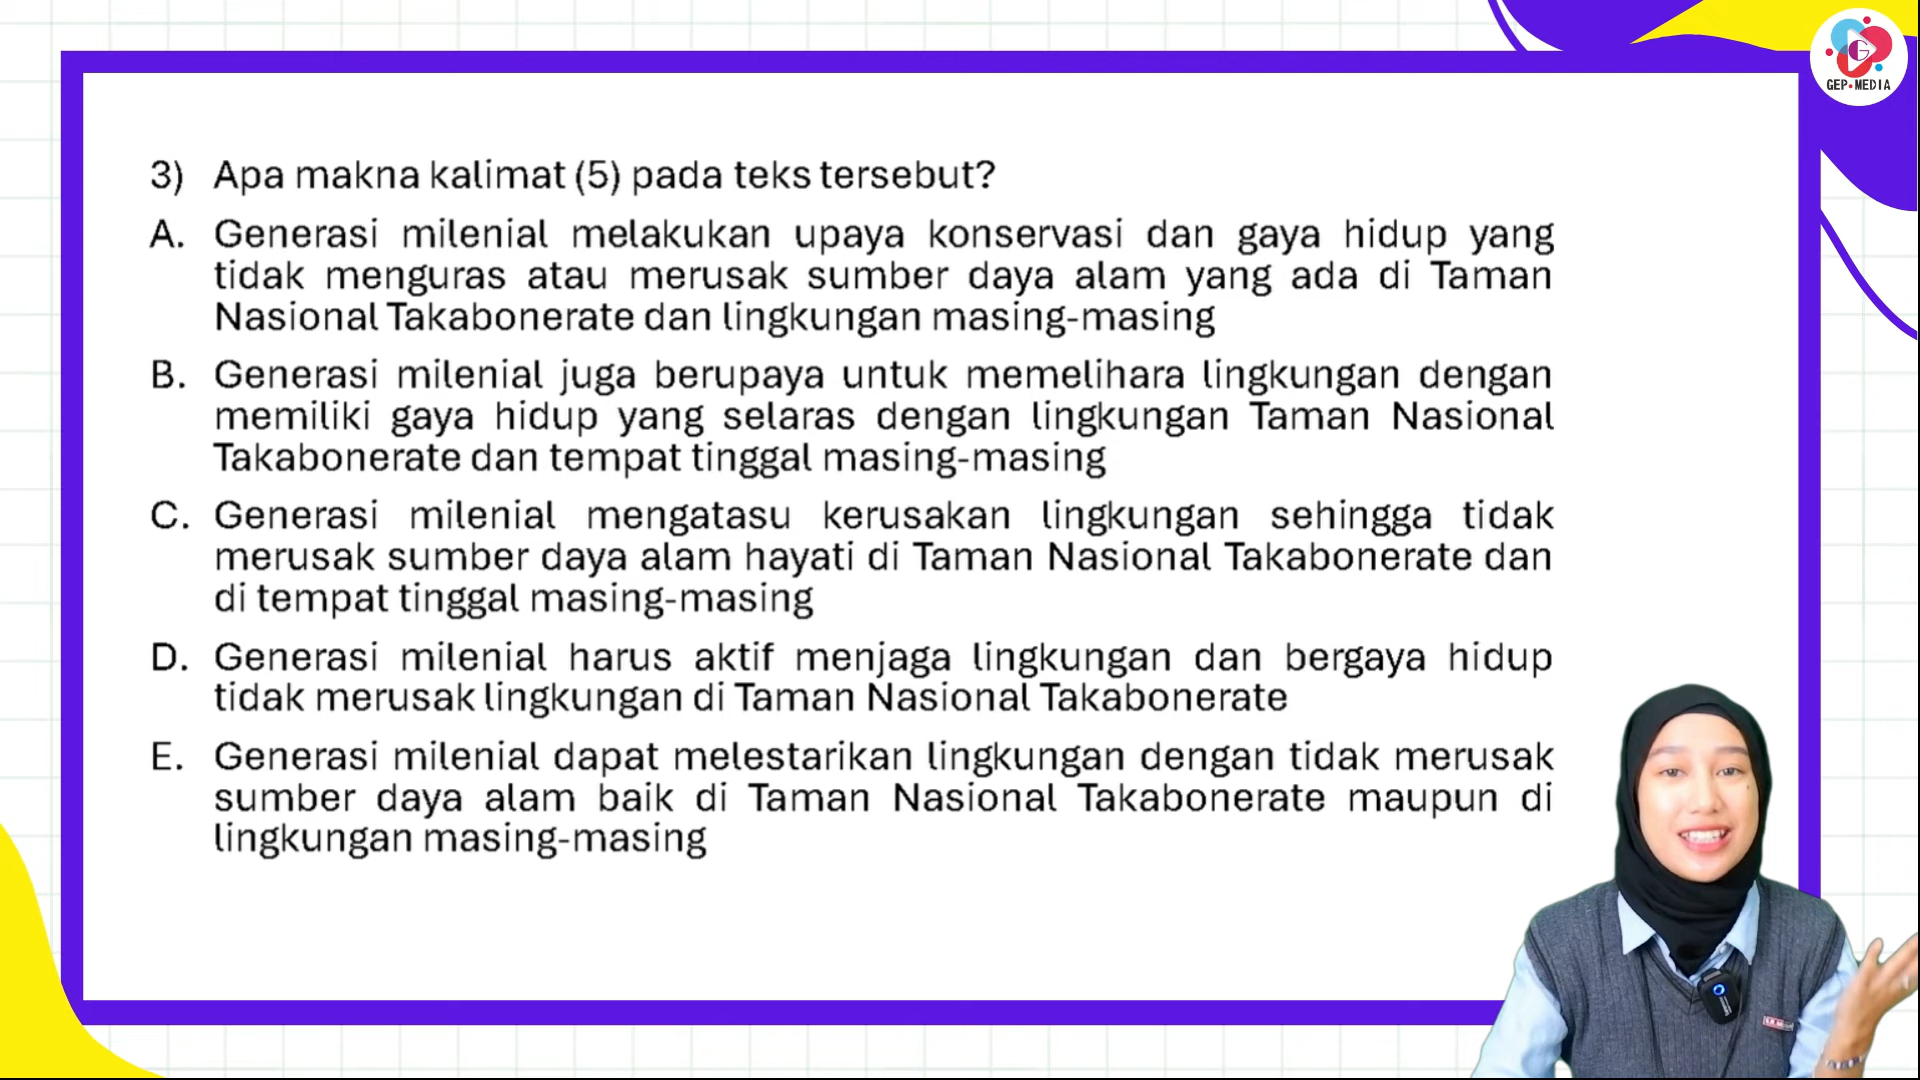 GEP•MEDIA
3) Apa makna kalimat (5) pada teks tersebut?
A. Generasi milenial melakukan upaya konservasi dan gaya hidup yang
tidak menguras atau merusak sumber daya alam yang ada di Taman
Nasional Takabonerate dan lingkungan masing-masing
B. Generasi milenial juga berupaya untuk memelihara lingkungan dengan
memiliki gaya hidup yang selaras dengan lingkungan Taman Nasional
Takabonerate dan tempat tinggal masing-masing
C. Generasi milenial mengatasu kerusakan lingkungan sehingga tidak
merusak sumber daya alam hayati di Taman Nasional Takabonerate dan
di tempat tinggal masing-masing
D. Generasi milenial harus aktif menjaga lingkungan dan bergaya hidup
tidak merusak lingkungan di Taman Nasional Takabonerate
E. Generasi milenial dapat melestarikan lingkungan dengan tidak merusak
sumber daya alam baik di Taman Nasional Takabonerate maupun di
lingkungan masing-masing